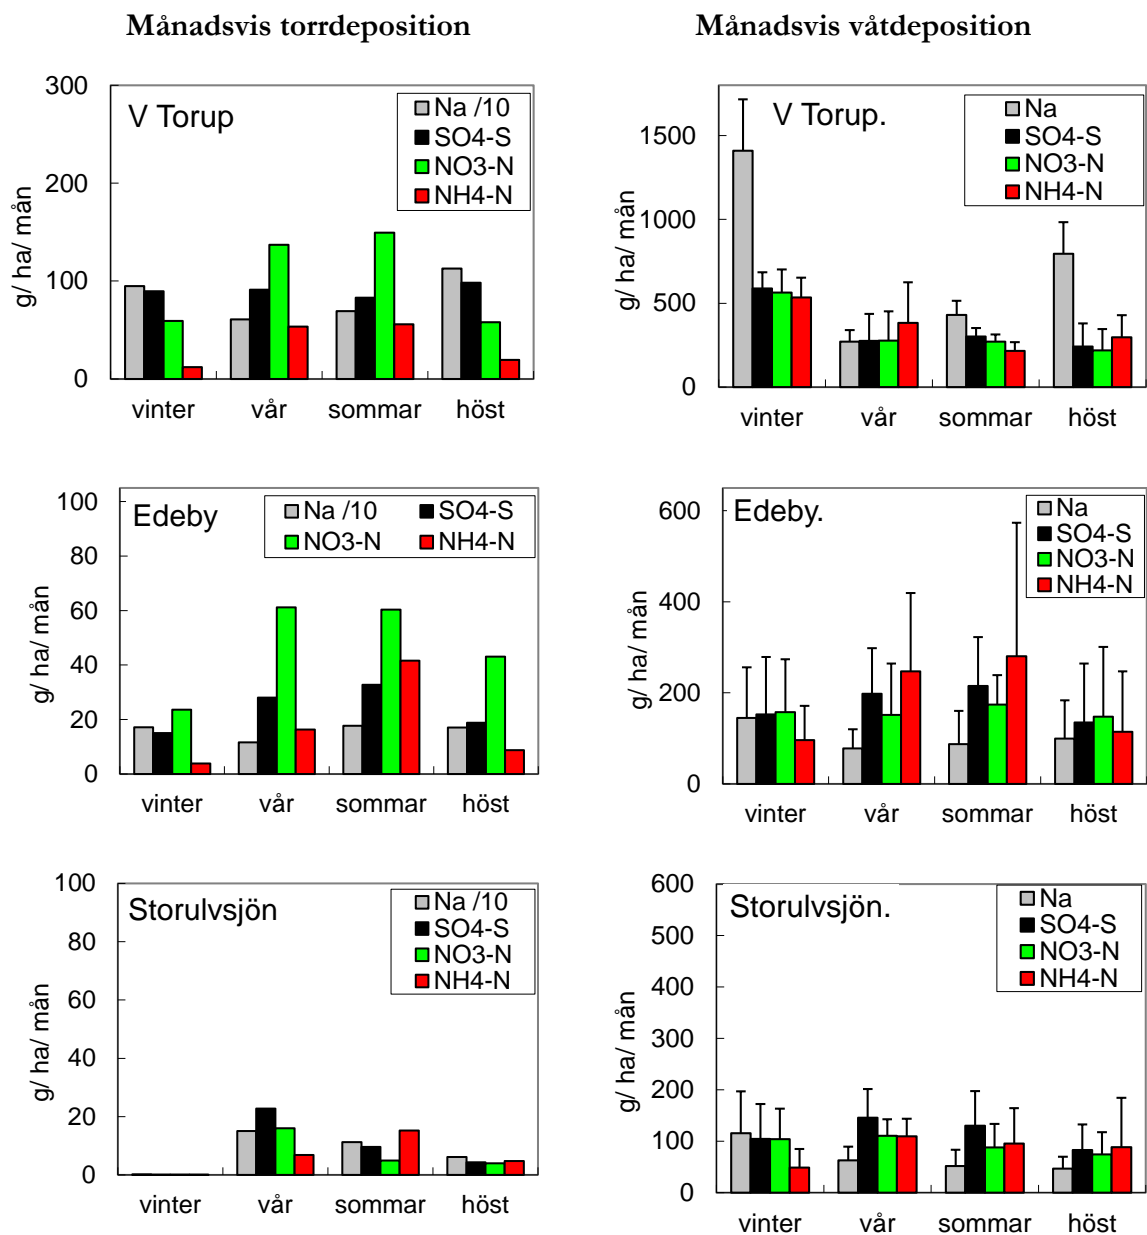 Månadsvis torrdeposition
Månadsvis våtdeposition
300
200
100
0
g/ ha/ mån
V Torup
Na /10
SO4-S
NO3-N
NH4-N
vinter vår sommar höst
1500
1000
500
0
g/ ha/ mån
V Torup.
Na
SO4-S
NO3-N
NH4-N
vinter vår sommar höst
100
80
60
40
20
0
g/ ha/ mån
Edeby
Na /10 SO4-S
NO3-N NH4-N
vinter vår sommar höst
600
400
200
0
g/ ha/ mån
Edeby.
Na
SO4-S
NO3-N
NH4-N
vinter vår sommar höst
100
80
60
40
20
0
g/ ha/ mån
Storulvsjön
Na /10
SO4-S
NO3-N
NH4-N
vinter vår sommar höst
600
500
400
300
200
100
0
g/ ha/ mån
Storulvsjön.
Na
SO4-S
NO3-N
NH4-N
vinter vår sommar höst